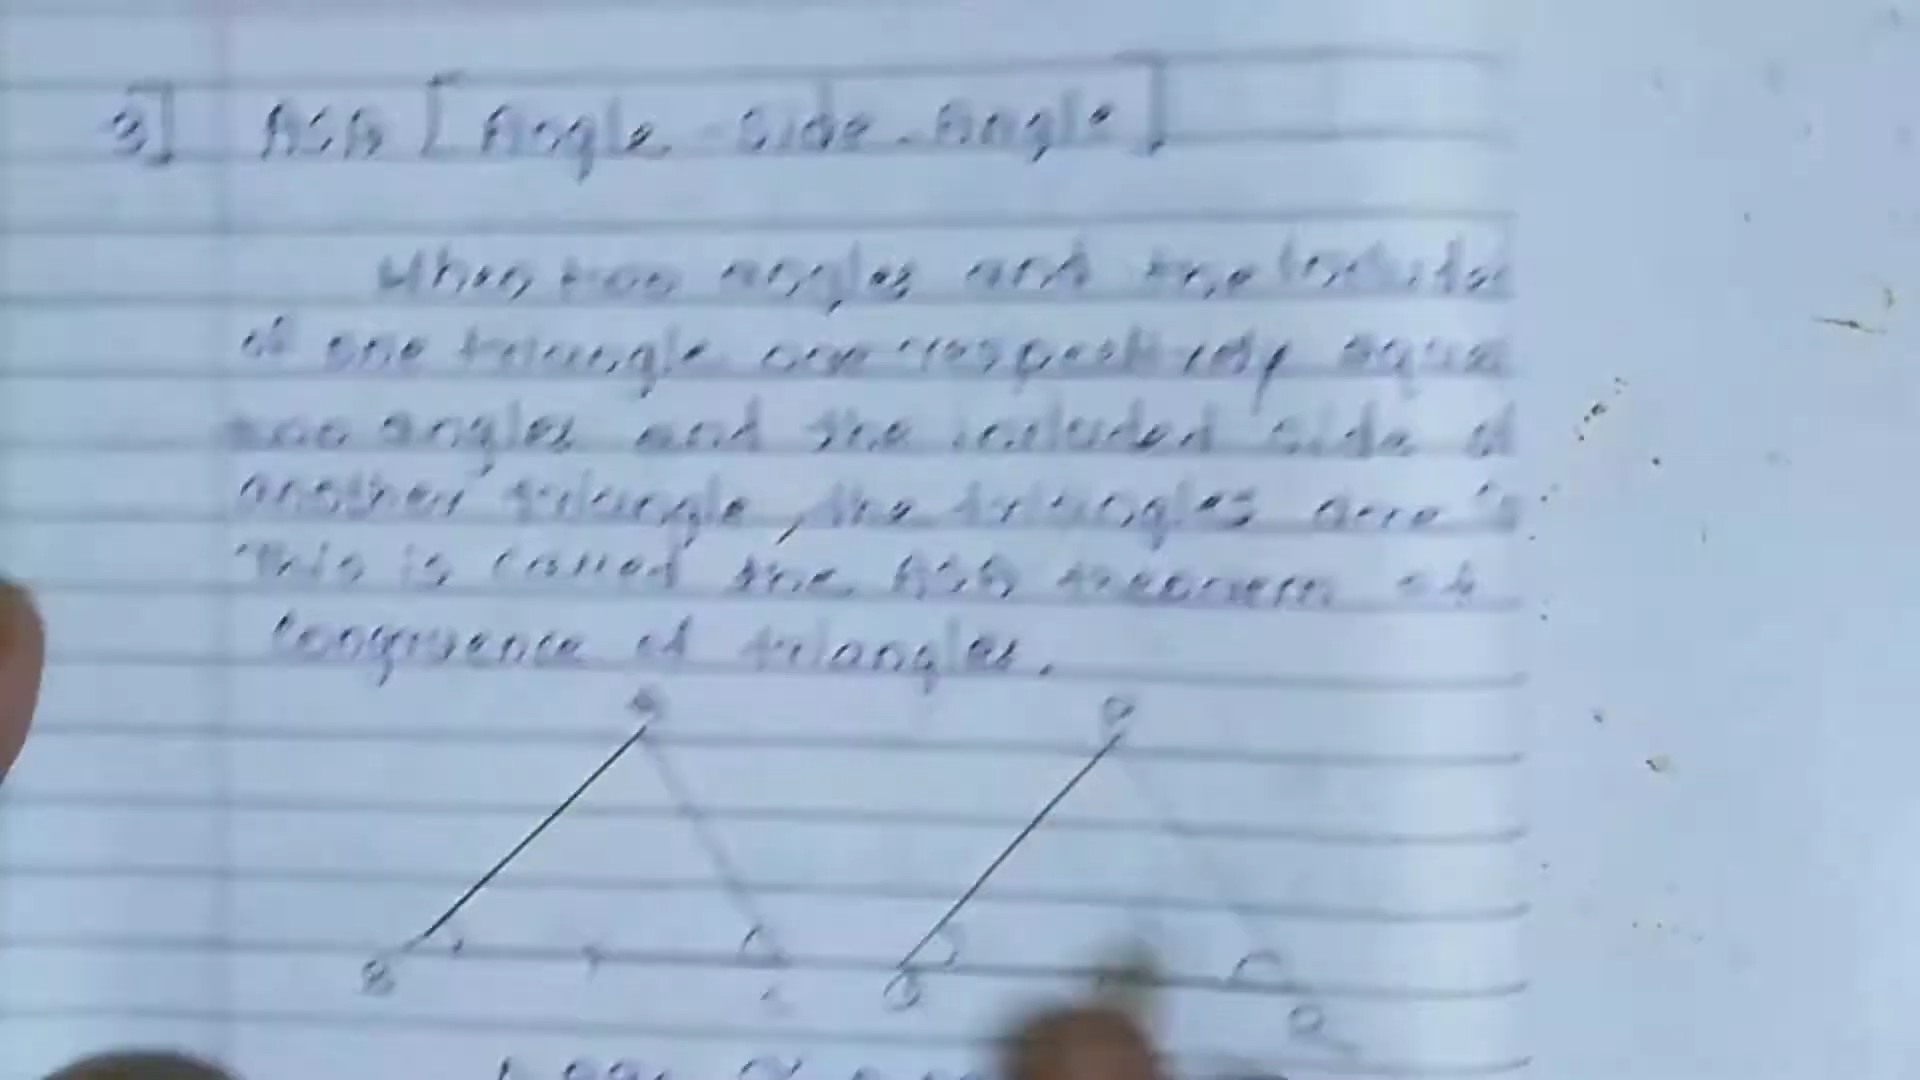 3] ASA [Angle-Side-Angle]
When two angles and the
of one triangle are respectively equal
two angles and the included side of
another triangle, the triangles are
This is called the ASA theorem of
congruence of triangles.
A P
B C Q R